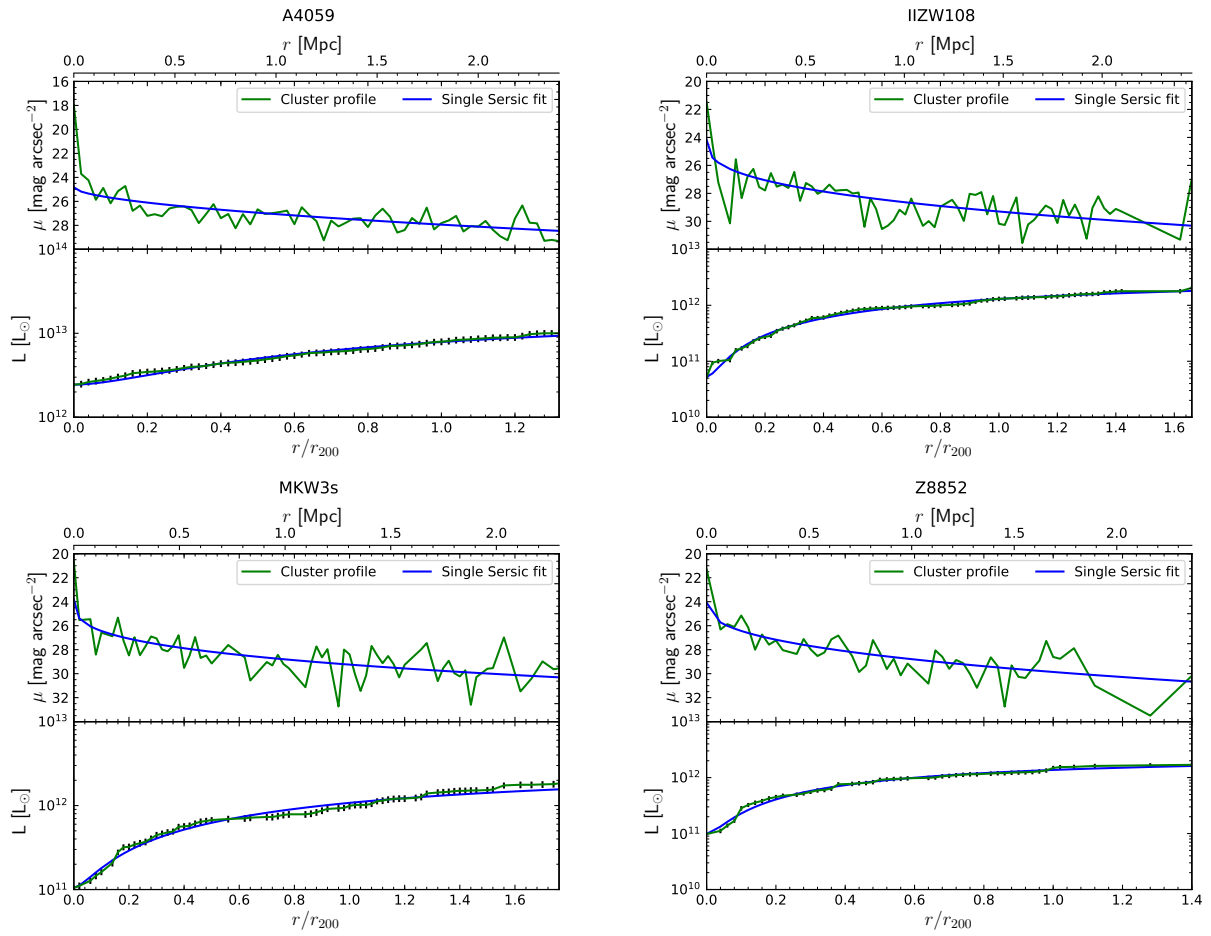 A4059
r [Mpc]
0.0 0.5 1.0 1.5 2.0
Cluster profile Single Sersic fit
μ [mag arcsec⁻²]
16
18
20
22
24
26
28
10¹⁴
10¹³
10¹²
L [L☉]
0.0 0.2 0.4 0.6 0.8 1.0 1.2
r/r₂₀₀
IIZW108
r [Mpc]
0.0 0.5 1.0 1.5 2.0
Cluster profile Single Sersic fit
μ [mag arcsec⁻²]
20
22
24
26
28
30
10¹³
10¹²
10¹¹
10¹⁰
L [L☉]
0.0 0.2 0.4 0.6 0.8 1.0 1.2 1.4 1.6
r/r₂₀₀
MKW3s
r [Mpc]
0.0 0.5 1.0 1.5 2.0
Cluster profile Single Sersic fit
μ [mag arcsec⁻²]
20
22
24
26
28
30
32
10¹³
10¹²
10¹¹
L [L☉]
0.0 0.2 0.4 0.6 0.8 1.0 1.2 1.4 1.6
r/r₂₀₀
Z8852
r [Mpc]
0.0 0.5 1.0 1.5 2.0
Cluster profile Single Sersic fit
μ [mag arcsec⁻²]
20
22
24
26
28
30
32
10¹³
10¹²
10¹¹
10¹⁰
L [L☉]
0.0 0.2 0.4 0.6 0.8 1.0 1.2 1.4
r/r₂₀₀